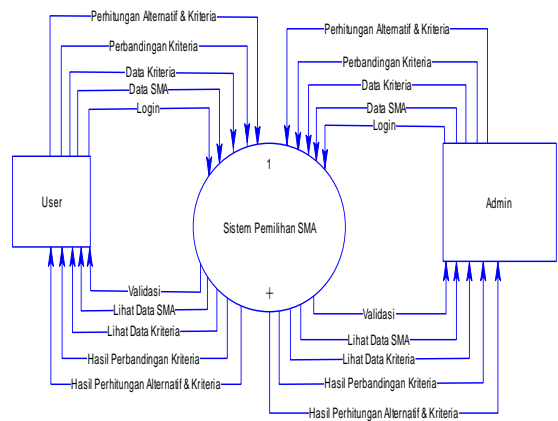 Perhitungan Alternatif & Kriteria
Perbandingan Kriteria
Data Kriteria
Data SMA
Login
Perhitungan Alternatif & Kriteria
Perbandingan Kriteria
Data Kriteria
Data SMA
Login
User
1
Sistem Pemilihan SMA
+
Admin
Validasi
Lihat Data SMA
Lihat Data Kriteria
Hasil Perbandingan Kriteria
Hasil Perhitungan Alternatif & Kriteria
Validasi
Lihat Data SMA
Lihat Data Kriteria
Hasil Perbandingan Kriteria
Hasil Perhitungan Alternatif & Kriteria